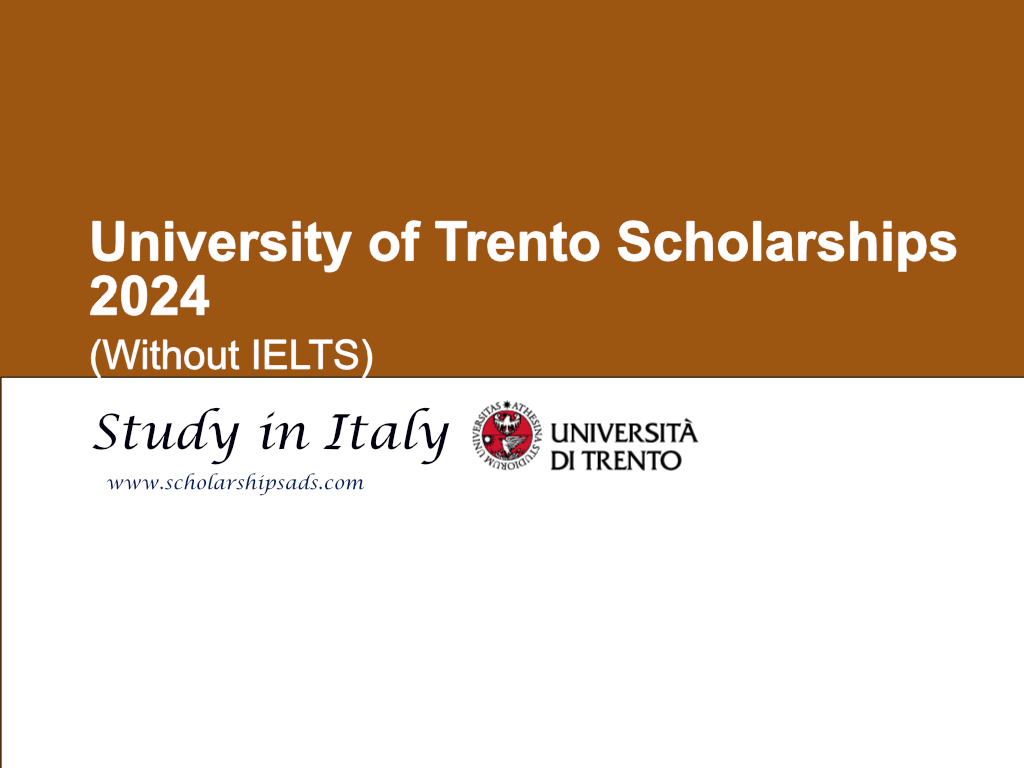 University of Trento Scholarships
2024
(Without IELTS)
Study in Italy
www.scholarshipsads.com
UNIVERSITAS ATHESINA STUDIORUM
UNIVERSITÀ
DI TRENTO